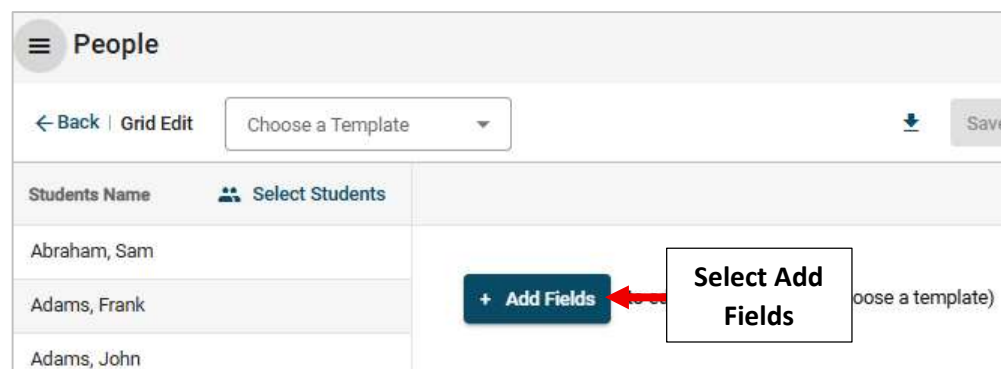 People
Back | Grid Edit
Choose a Template
Save
Students Name
Select Students
Abraham, Sam
Adams, Frank
+ Add Fields
Select Add
Fields
oose a template)
Adams, John